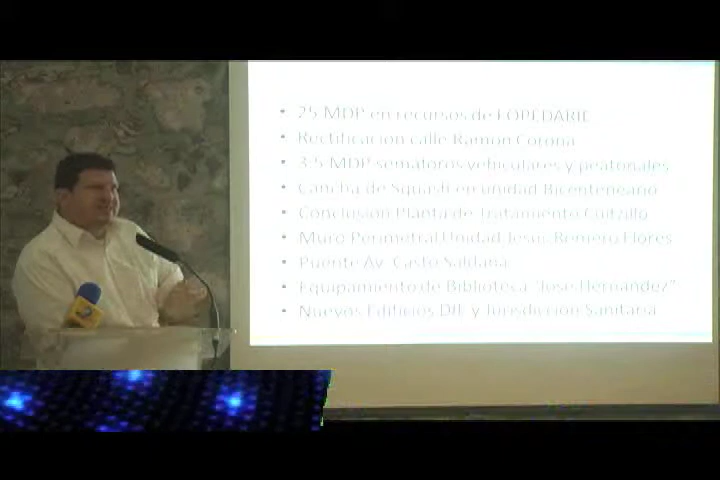 • 25 MDP en recursos de FOPEDARIE
• Rectificación calle Ramon Corona
• 3.5 MDP semáforos vehiculares y peatonales
• Cancha de Squash en unidad Bicentenario
• Conclusión Planta de Tratamiento Cuitzillo
• Muro Perimetral Unidad Jesús Romero Flores
• Puente Av. Casto Saldaña
• Equipamiento de Biblioteca "José Hernández"
• Nuevos Edificios DIF y Jurisdicción Sanitaria